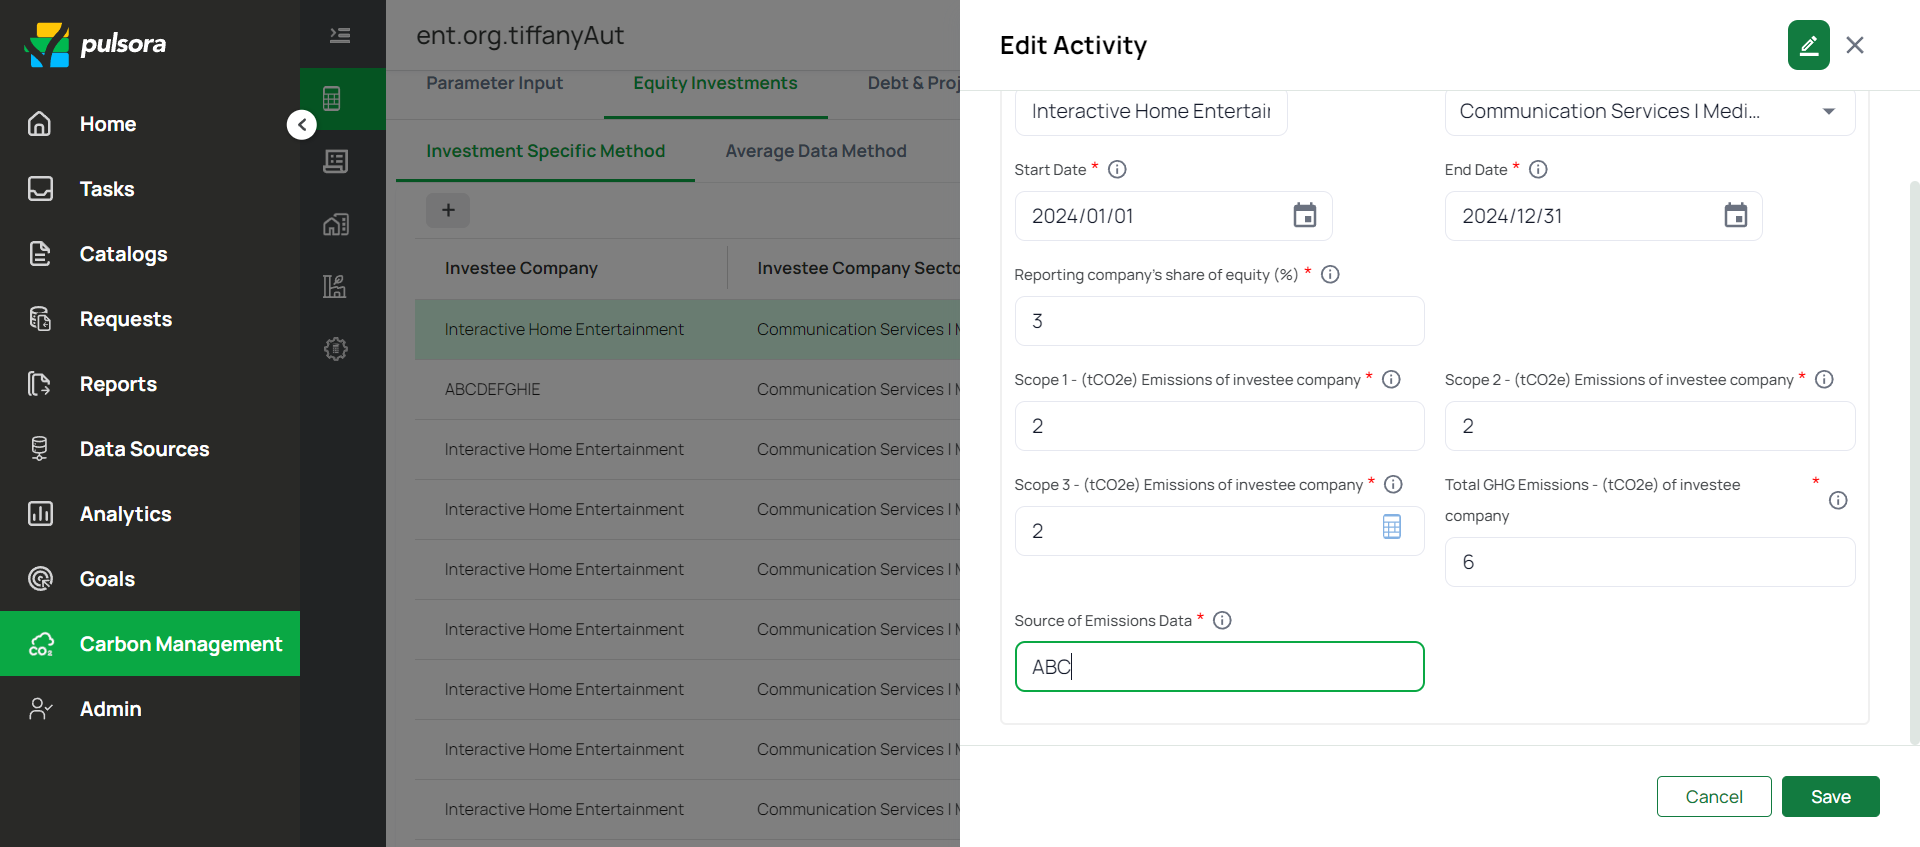 pulsora
Home
Tasks
Catalogs
Requests
Reports
Data Sources
Analytics
Goals
Carbon Management
CO₂
Admin
ent.org.tiffanyAut
Parameter Input
Equity Investments
Debt & Proj
Investment Specific Method
Average Data Method
+
Investee Company
Investee Company Secto
Interactive Home Entertainment
Communication Services | M
ABCDEFGHIE
Communication Services | M
Interactive Home Entertainment
Communication Services | M
Interactive Home Entertainment
Communication Services | M
Interactive Home Entertainment
Communication Services | M
Interactive Home Entertainment
Communication Services | M
Interactive Home Entertainment
Communication Services | M
Interactive Home Entertainment
Communication Services | M
Interactive Home Entertainment
Communication Services | M
Edit Activity
Interactive Home Entertain
Communication Services | Medi...
Start Date *
End Date *
2024/01/01
2024/12/31
Reporting company's share of equity (%) *
3
Scope 1 - (tCO2e) Emissions of investee company *
Scope 2 - (tCO2e) Emissions of investee company *
2
2
Scope 3 - (tCO2e) Emissions of investee company *
Total GHG Emissions - (tCO2e) of investee *
company
2
6
Source of Emissions Data *
ABC
Cancel
Save